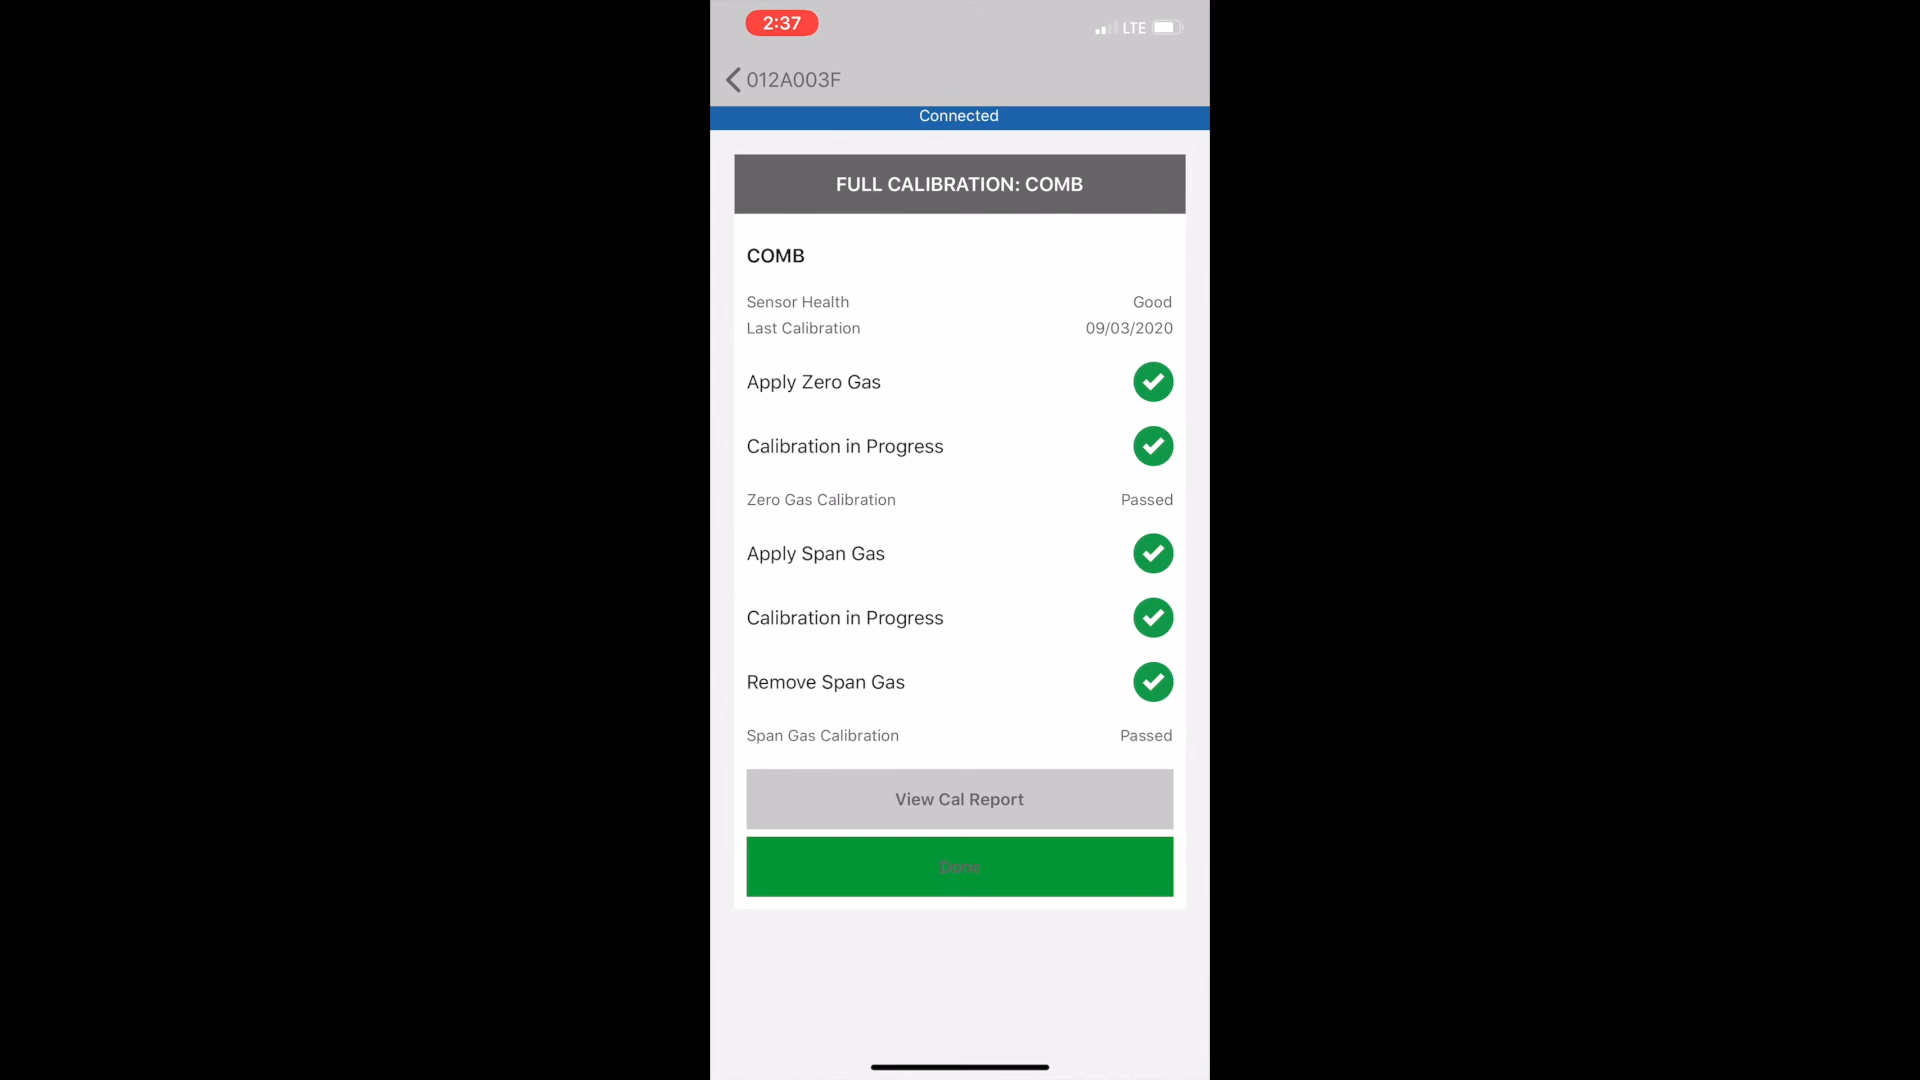 2:37
LTE
012A003F
Connected
FULL CALIBRATION: COMB
COMB
Sensor Health Good
Last Calibration 09/03/2020
Apply Zero Gas
Calibration in Progress
Zero Gas Calibration Passed
Apply Span Gas
Calibration in Progress
Remove Span Gas
Span Gas Calibration Passed
View Cal Report
Done